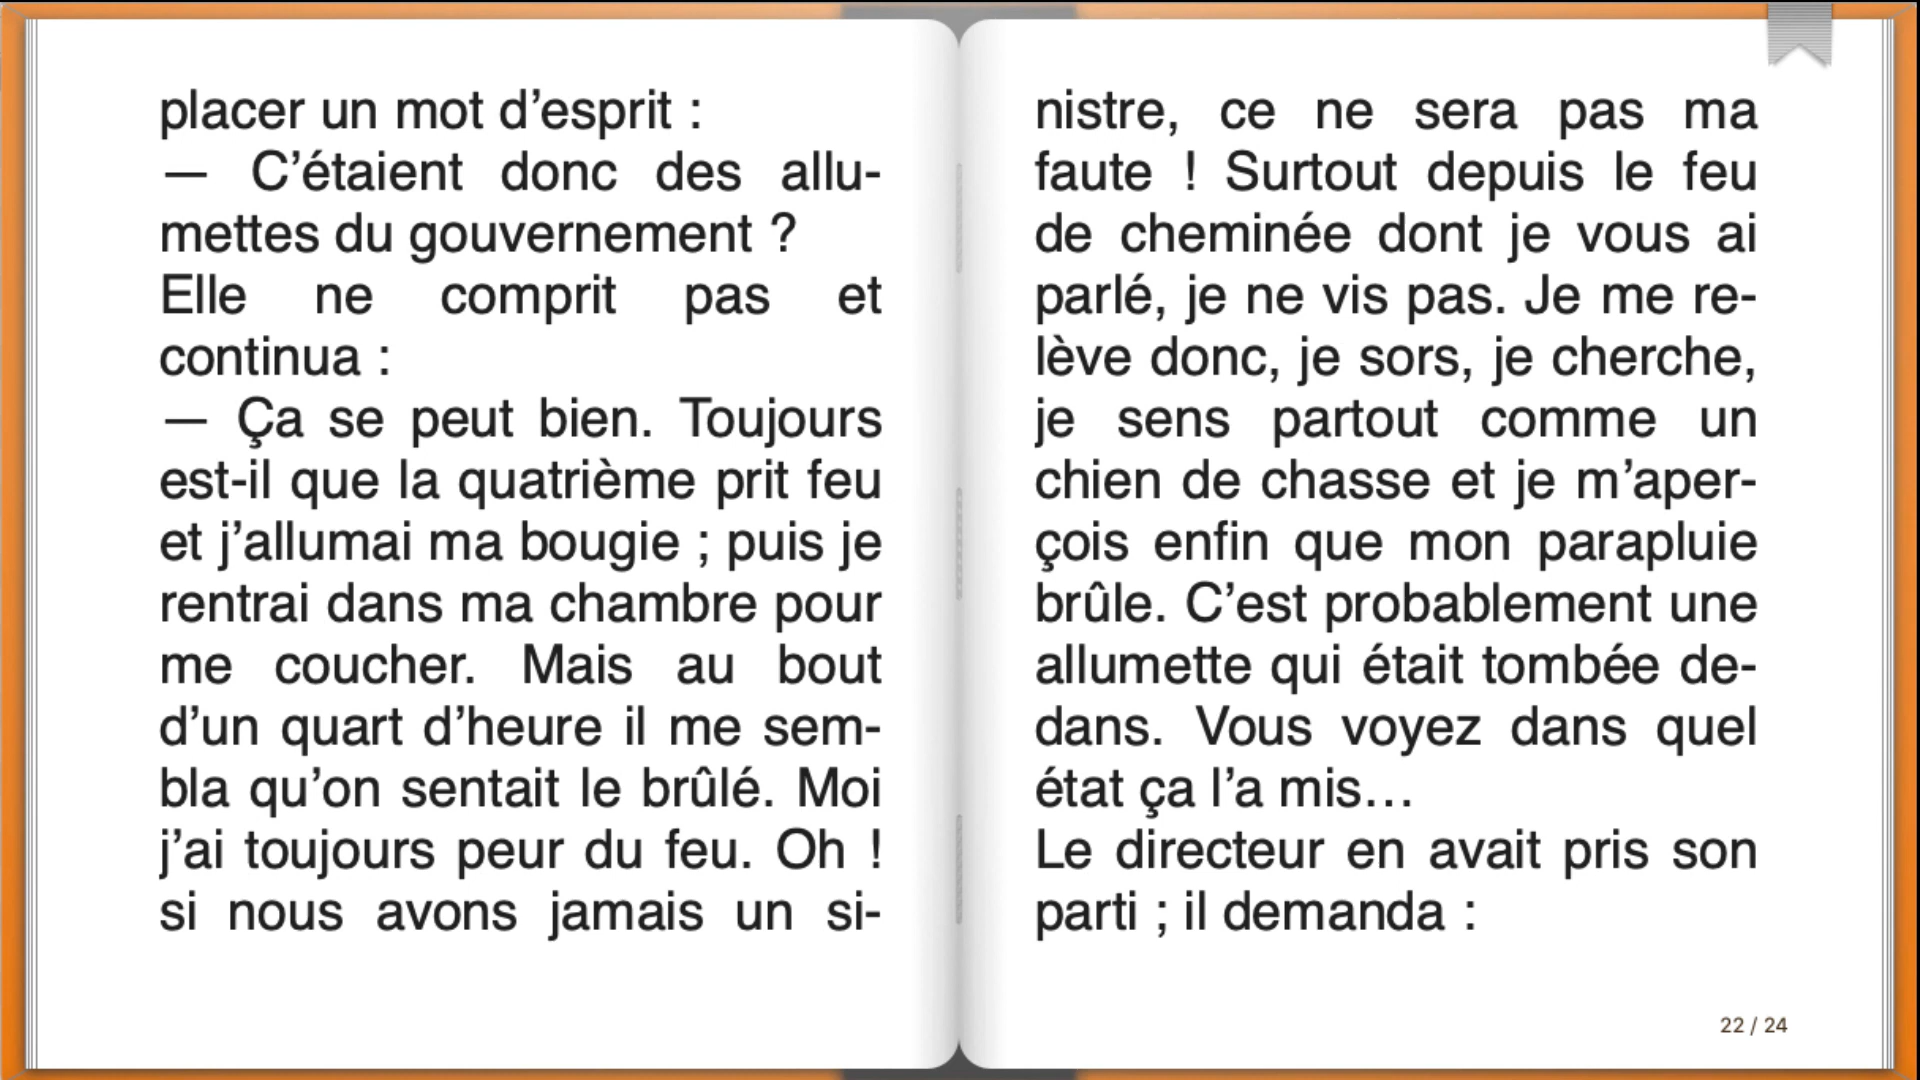 placer un mot d’esprit :
— C’étaient donc des allu-
mettes du gouvernement ?
Elle ne comprit pas et
continua :
— Ça se peut bien. Toujours
est-il que la quatrième prit feu
et j’allumai ma bougie ; puis je
rentrai dans ma chambre pour
me coucher. Mais au bout
d’un quart d’heure il me sem-
bla qu’on sentait le brûlé. Moi
j’ai toujours peur du feu. Oh !
si nous avons jamais un si-
nistre, ce ne sera pas ma
faute ! Surtout depuis le feu
de cheminée dont je vous ai
parlé, je ne vis pas. Je me re-
lève donc, je sors, je cherche,
je sens partout comme un
chien de chasse et je m’aper-
çois enfin que mon parapluie
brûle. C’est probablement une
allumette qui était tombée de-
dans. Vous voyez dans quel
état ça l’a mis…
Le directeur en avait pris son
parti ; il demanda :
22 / 24